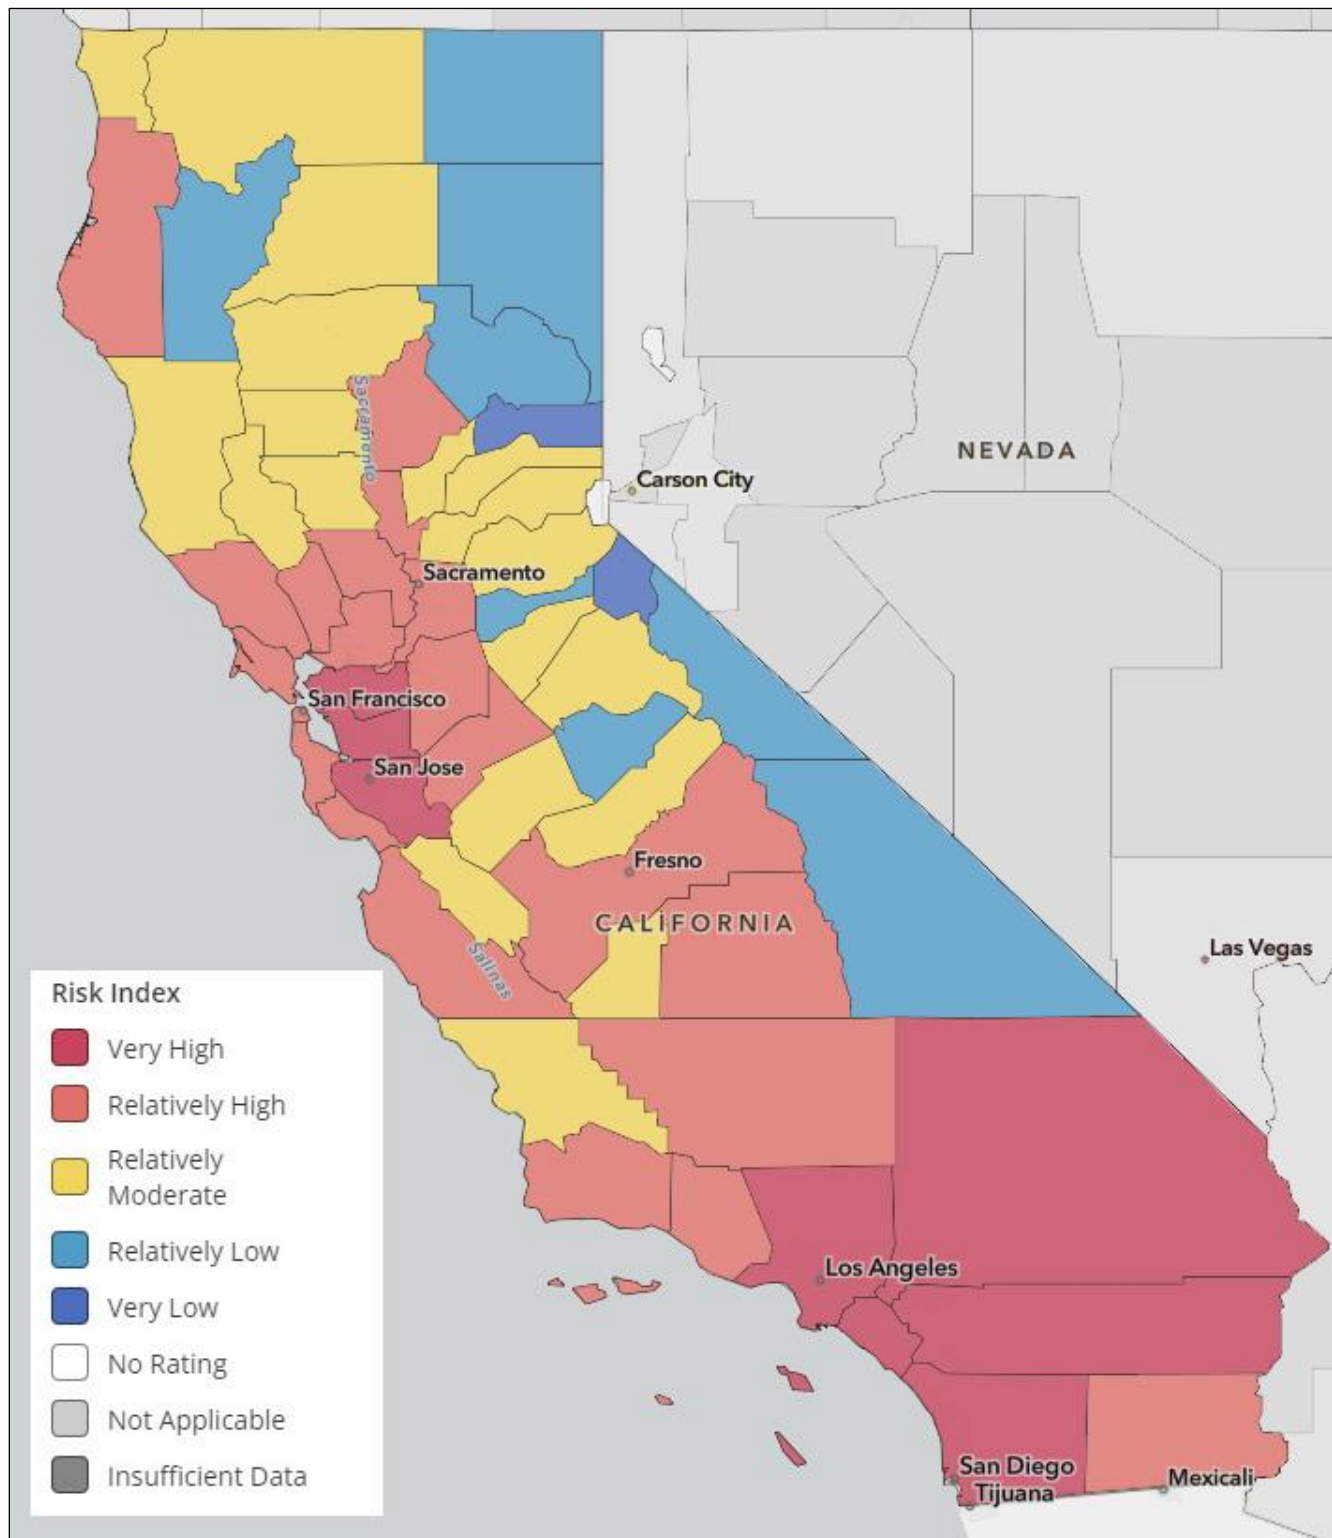 NEVADA
Carson City
Sacramento
Sacramento
San Francisco
San Jose
Fresno
CALIFORNIA
Las Vegas
Salinas
Risk Index
Very High
Relatively High
Relatively
Moderate
Relatively Low
Very Low
No Rating
Not Applicable
Insufficient Data
Los Angeles
San Diego
Tijuana
Mexicali